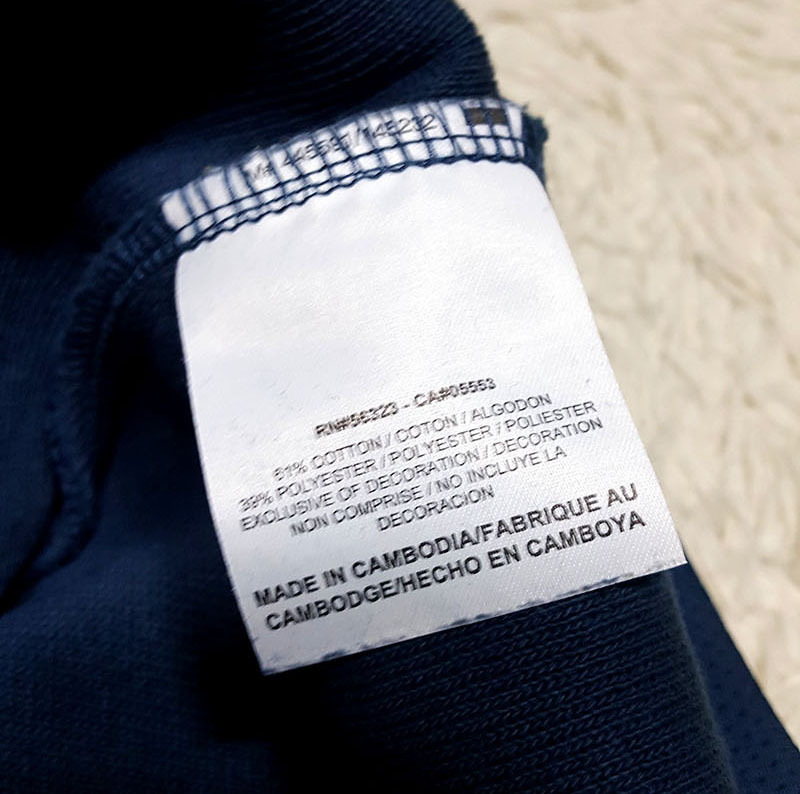 RN#56323 - CA#05553
61% COTTON / COTON / ALGODON
39% POLYESTER / POLYESTER / POLIESTER
EXCLUSIVE OF DECORATION / DECORATION
NON COMPRISE / NO INCLUYE LA
DECORACION
MADE IN CAMBODIA/FABRIQUE AU
CAMBODGE/HECHO EN CAMBOYA